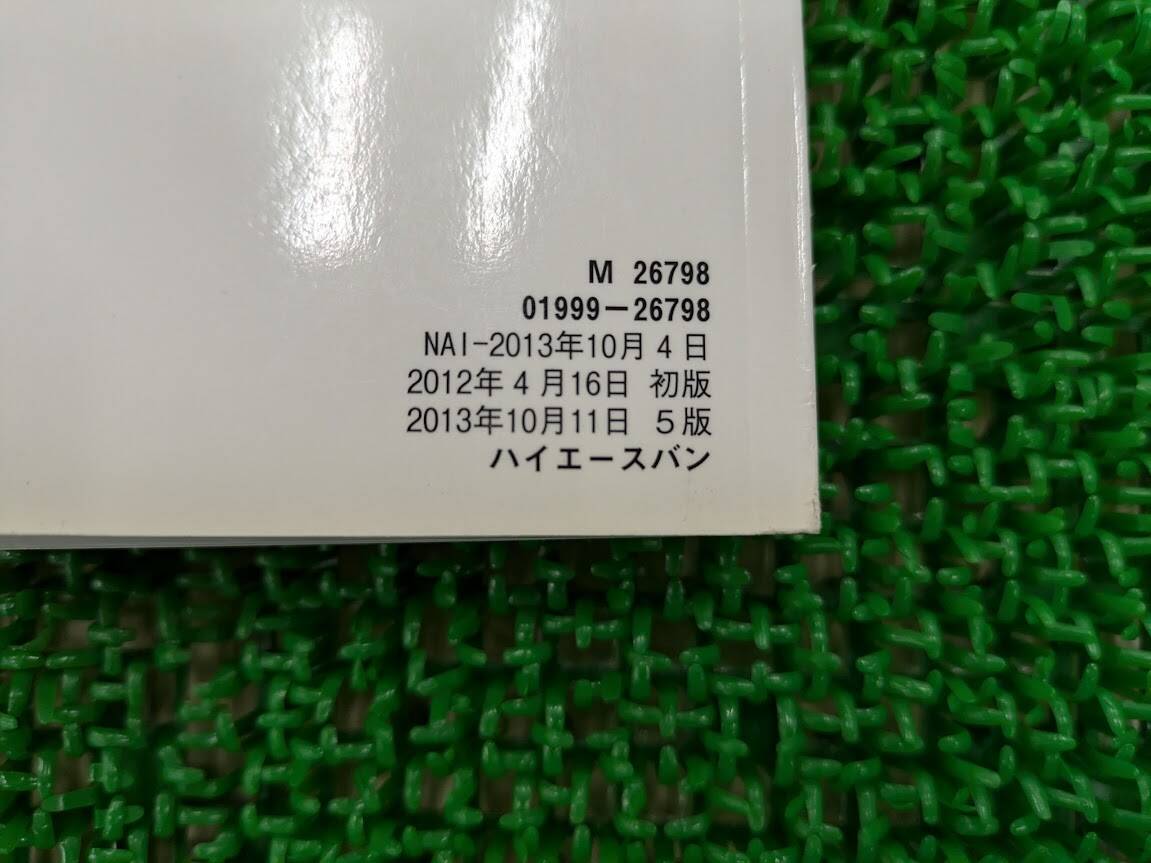 M 26798
01999-26798
NAI-2013年10月4日
2012年4月16日 初版
2013年10月11日 5版
ハイエースバン